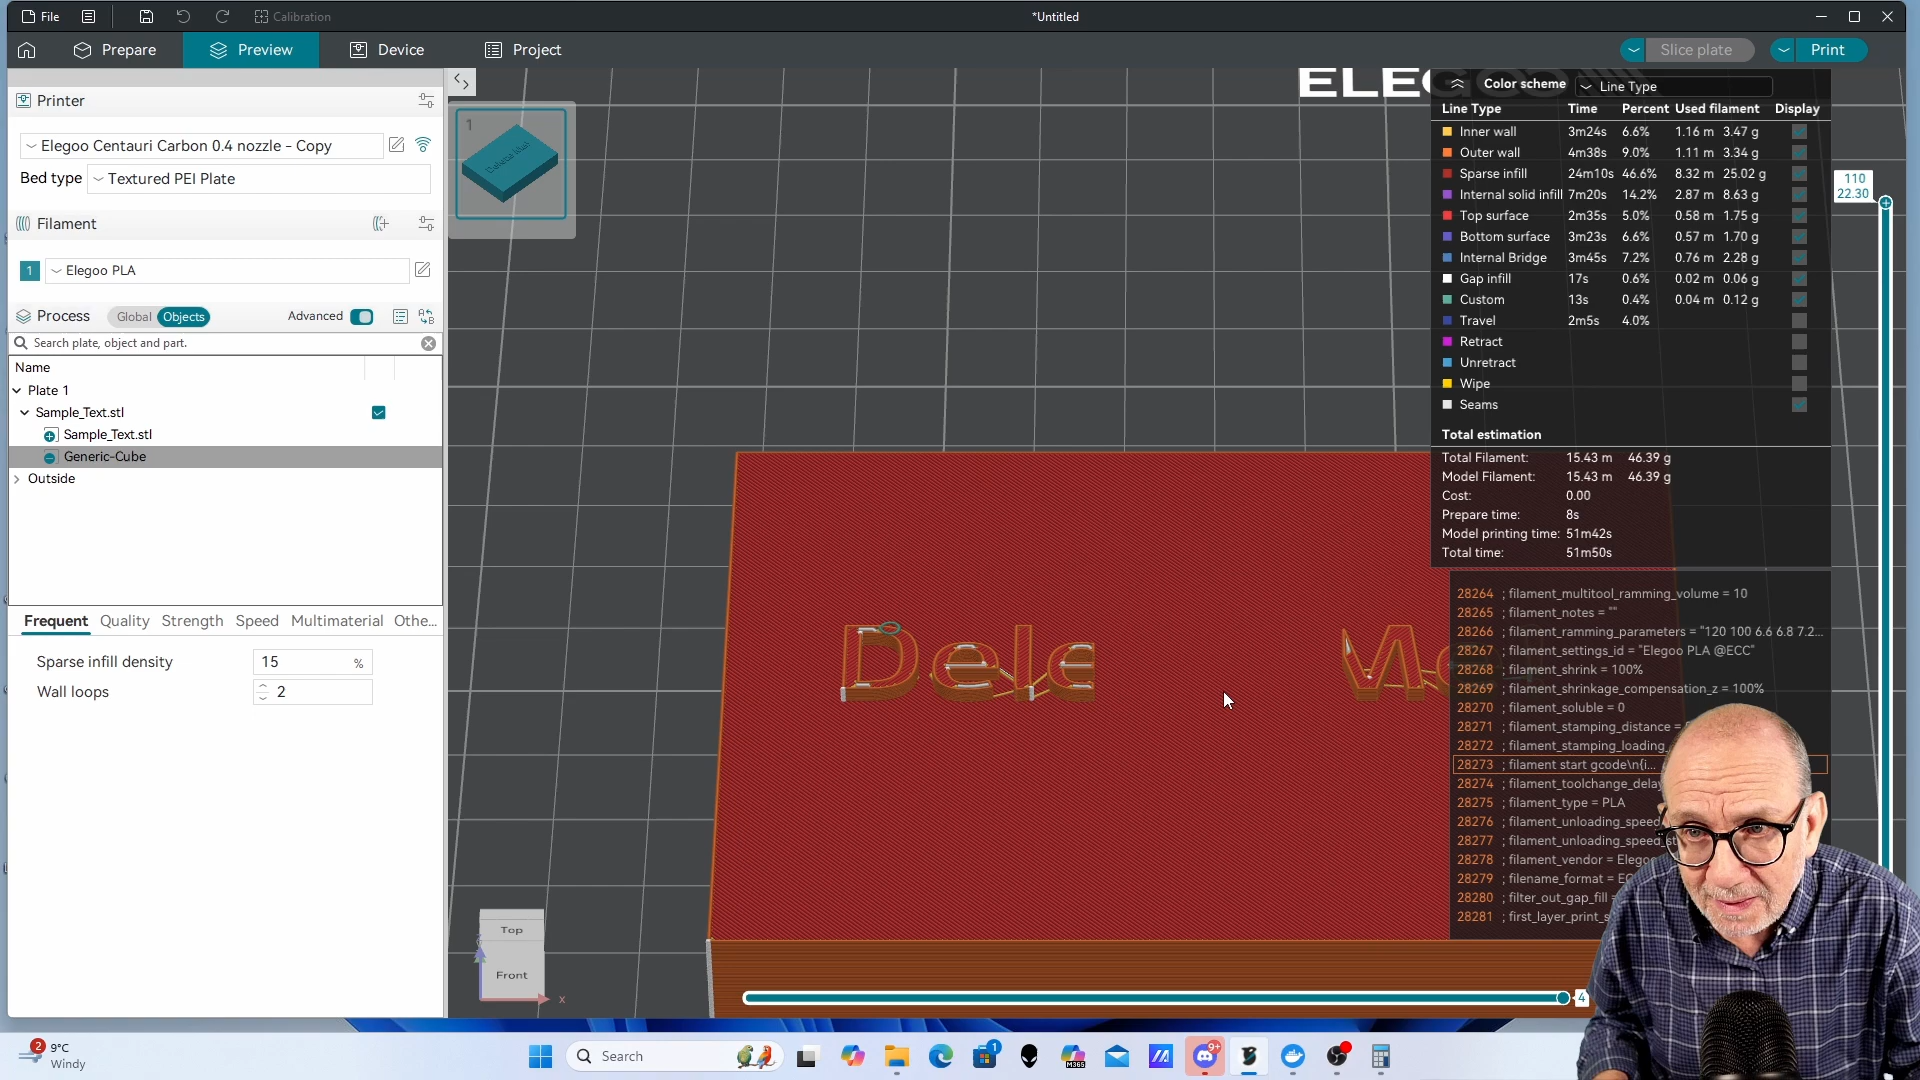 File
Calibration
*Untitled
Prepare
Preview
Device
Project
Slice plate
Print
Printer
Elegoo Centauri Carbon 0.4 nozzle - Copy
Bed type
Textured PEI Plate
Filament
1
Elegoo PLA
Process
Global
Objects
Advanced
Search plate, object and part.
Name
Plate 1
Sample_Text.stl
Sample_Text.stl
Generic-Cube
Outside
Frequent Quality Strength Speed Multimaterial Othe...
Sparse infill density 15 %
Wall loops 2
1
Dele
Top
Front
x
Color scheme Line Type
Line Type Time Percent Used filament Display
Inner wall 3m24s 6.6% 1.16 m 3.47 g
Outer wall 4m38s 9.0% 1.11 m 3.34 g
Sparse infill 24m10s 46.6% 8.32 m 25.02 g
Internal solid infill 7m20s 14.2% 2.87 m 8.63 g
Top surface 2m35s 5.0% 0.58 m 1.75 g
Bottom surface 3m23s 6.6% 0.57 m 1.70 g
Internal Bridge 3m45s 7.2% 0.76 m 2.28 g
Gap infill 17s 0.6% 0.02 m 0.06 g
Custom 13s 0.4% 0.04 m 0.12 g
Travel 2m5s 4.0%
Retract
Unretract
Wipe
Seams
Total estimation
Total Filament: 15.43 m 46.39 g
Model Filament: 15.43 m 46.39 g
Cost: 0.00
Prepare time: 8s
Model printing time: 51m42s
Total time: 51m50s
110
22.30
28264 ; filament_multitool_ramming_volume = 10
28265 ; filament_notes = ""
28266 ; filament_ramming_parameters = "120 100 6.6 6.8 7.2...
28267 ; filament_settings_id = "Elegoo PLA @ECC"
28268 ; filament_shrink = 100%
28269 ; filament_shrinkage_compensation_z = 100%
28270 ; filament_soluble = 0
28271 ; filament_stamping_distance =
28272 ; filament_stamping_loading_
28273 ; filament start gcode\n{i...
28274 ; filament_toolchange_delay
28275 ; filament_type = PLA
28276 ; filament_unloading_speed
28277 ; filament_unloading_speed_st
28278 ; filament_vendor = Elegoo
28279 ; filename_format = EC
28280 ; filter_out_gap_fill =
28281 ; first_layer_print_s
4
2
9°C
Windy
Search
M365
1
9+